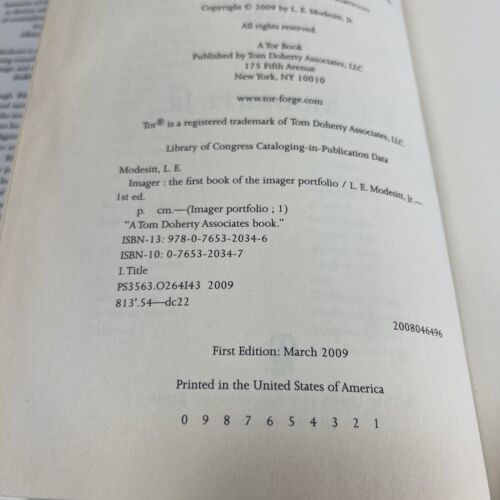 Copyright © 2009 by L. E. Modesitt, Jr.
All rights reserved.
A Tor Book
Published by Tom Doherty Associates, LLC
175 Fifth Avenue
New York, NY 10010
www.tor-forge.com
Tor® is a registered trademark of Tom Doherty Associates, LLC.
Library of Congress Cataloging-in-Publication Data
Modesitt, L. E.
Imager : the first book of the imager portfolio / L. E. Modesitt, Jr.—
1st ed.
p. cm.—(Imager portfolio ; 1)
"A Tom Doherty Associates book."
ISBN-13: 978-0-7653-2034-6
ISBN-10: 0-7653-2034-7
I. Title
PS3563.O264I43 2009
813'.54—dc22
2008046496
First Edition: March 2009
Printed in the United States of America
0 9 8 7 6 5 4 3 2 1